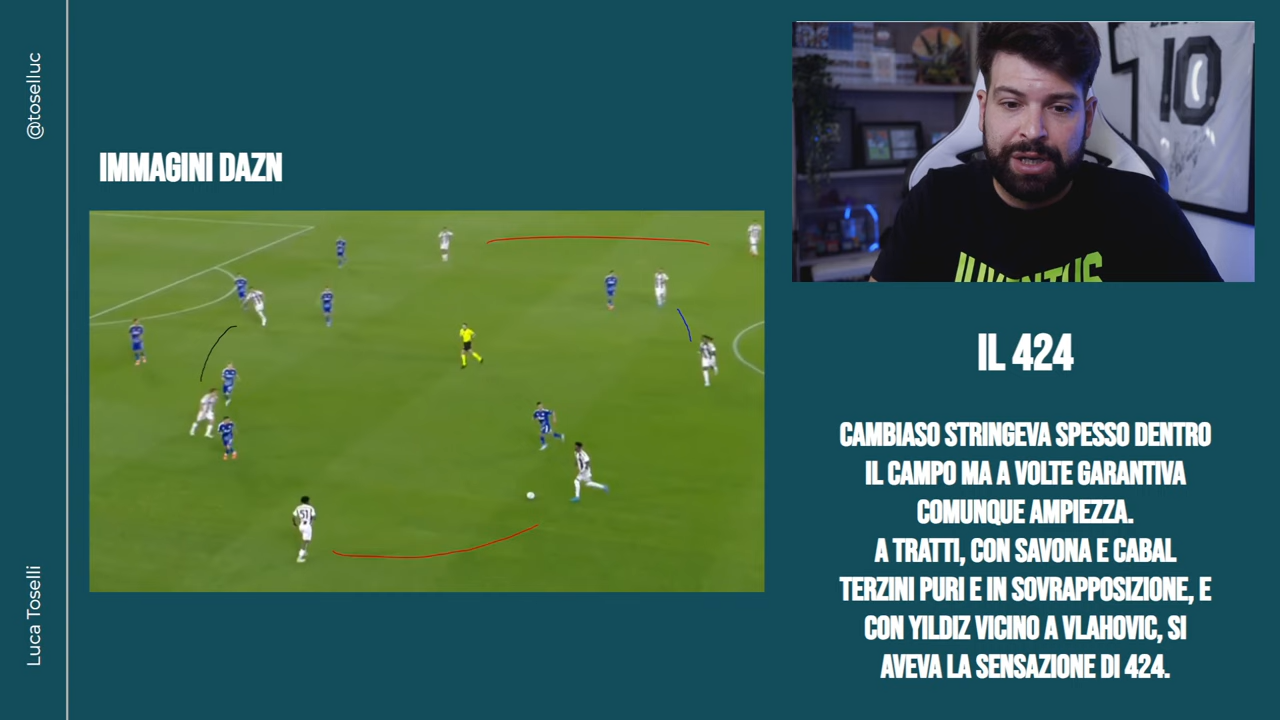 @toselluc
Luca Toselli
IMMAGINI DAZN
51
10
JUVENTUS
IL 424
CAMBIASO STRINGEVA SPESSO DENTRO
IL CAMPO MA A VOLTE GARANTIVA
COMUNQUE AMPIEZZA.
A TRATTI, CON SAVONA E CABAL
TERZINI PURI E IN SOVRAPPOSIZIONE, E
CON YILDIZ VICINO A VLAHOVIC, SI
AVEVA LA SENSAZIONE DI 424.